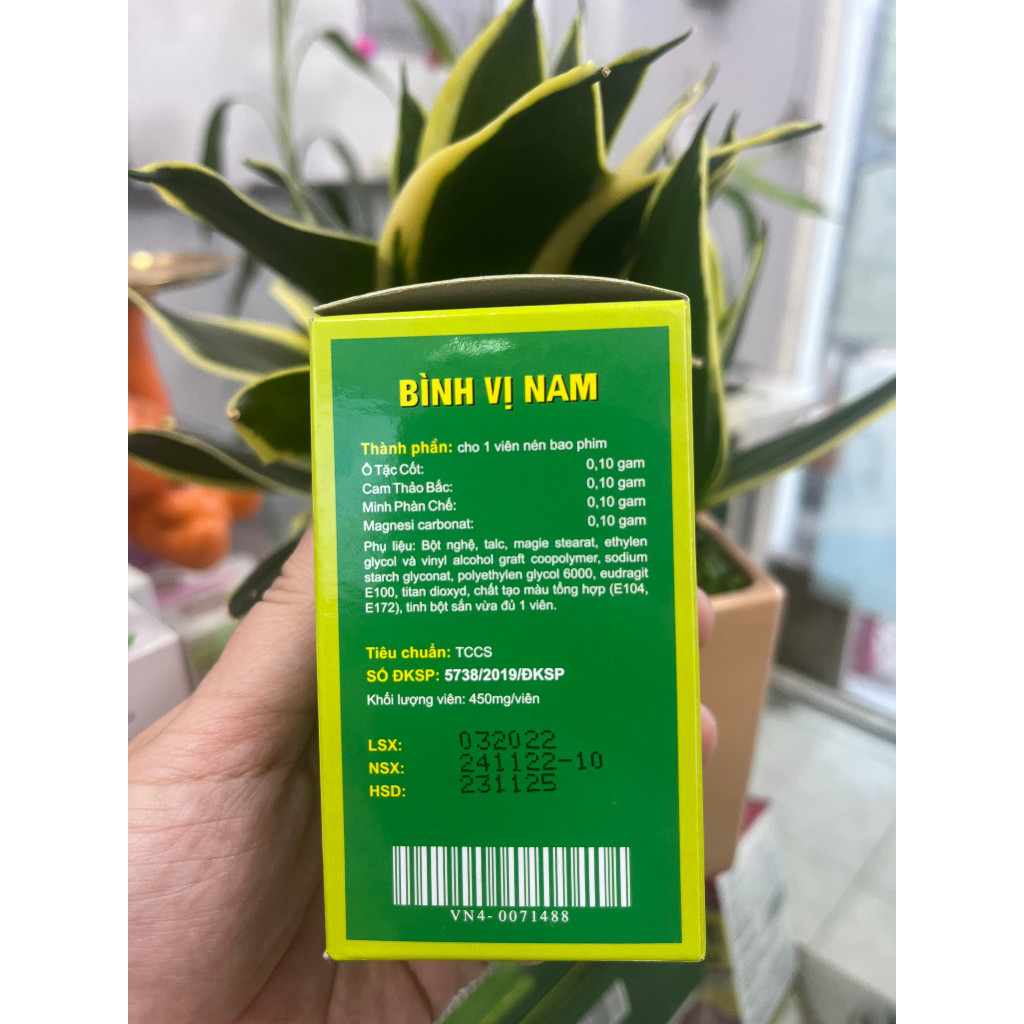 BÌNH VỊ NAM
Thành phần: cho 1 viên nén bao phim
Ô Tặc Cốt: 0,10 gam
Cam Thảo Bắc: 0,10 gam
Minh Phàn Chế: 0,10 gam
Magnesi carbonat: 0,10 gam
Phụ liệu: Bột nghệ, talc, magie stearat, ethylen
glycol và vinyl alcohol graft coopolymer, sodium
starch glyconat, polyethylen glycol 6000, eudragit
E100, titan dioxyd, chất tạo màu tổng hợp (E104,
E172), tinh bột sắn vừa đủ 1 viên.
Tiêu chuẩn: TCCS
SỐ ĐKSP: 5738/2019/ĐKSP
Khối lượng viên: 450mg/viên
LSX: 032022
NSX: 241122-10
HSD: 231125
VN4- 0071488